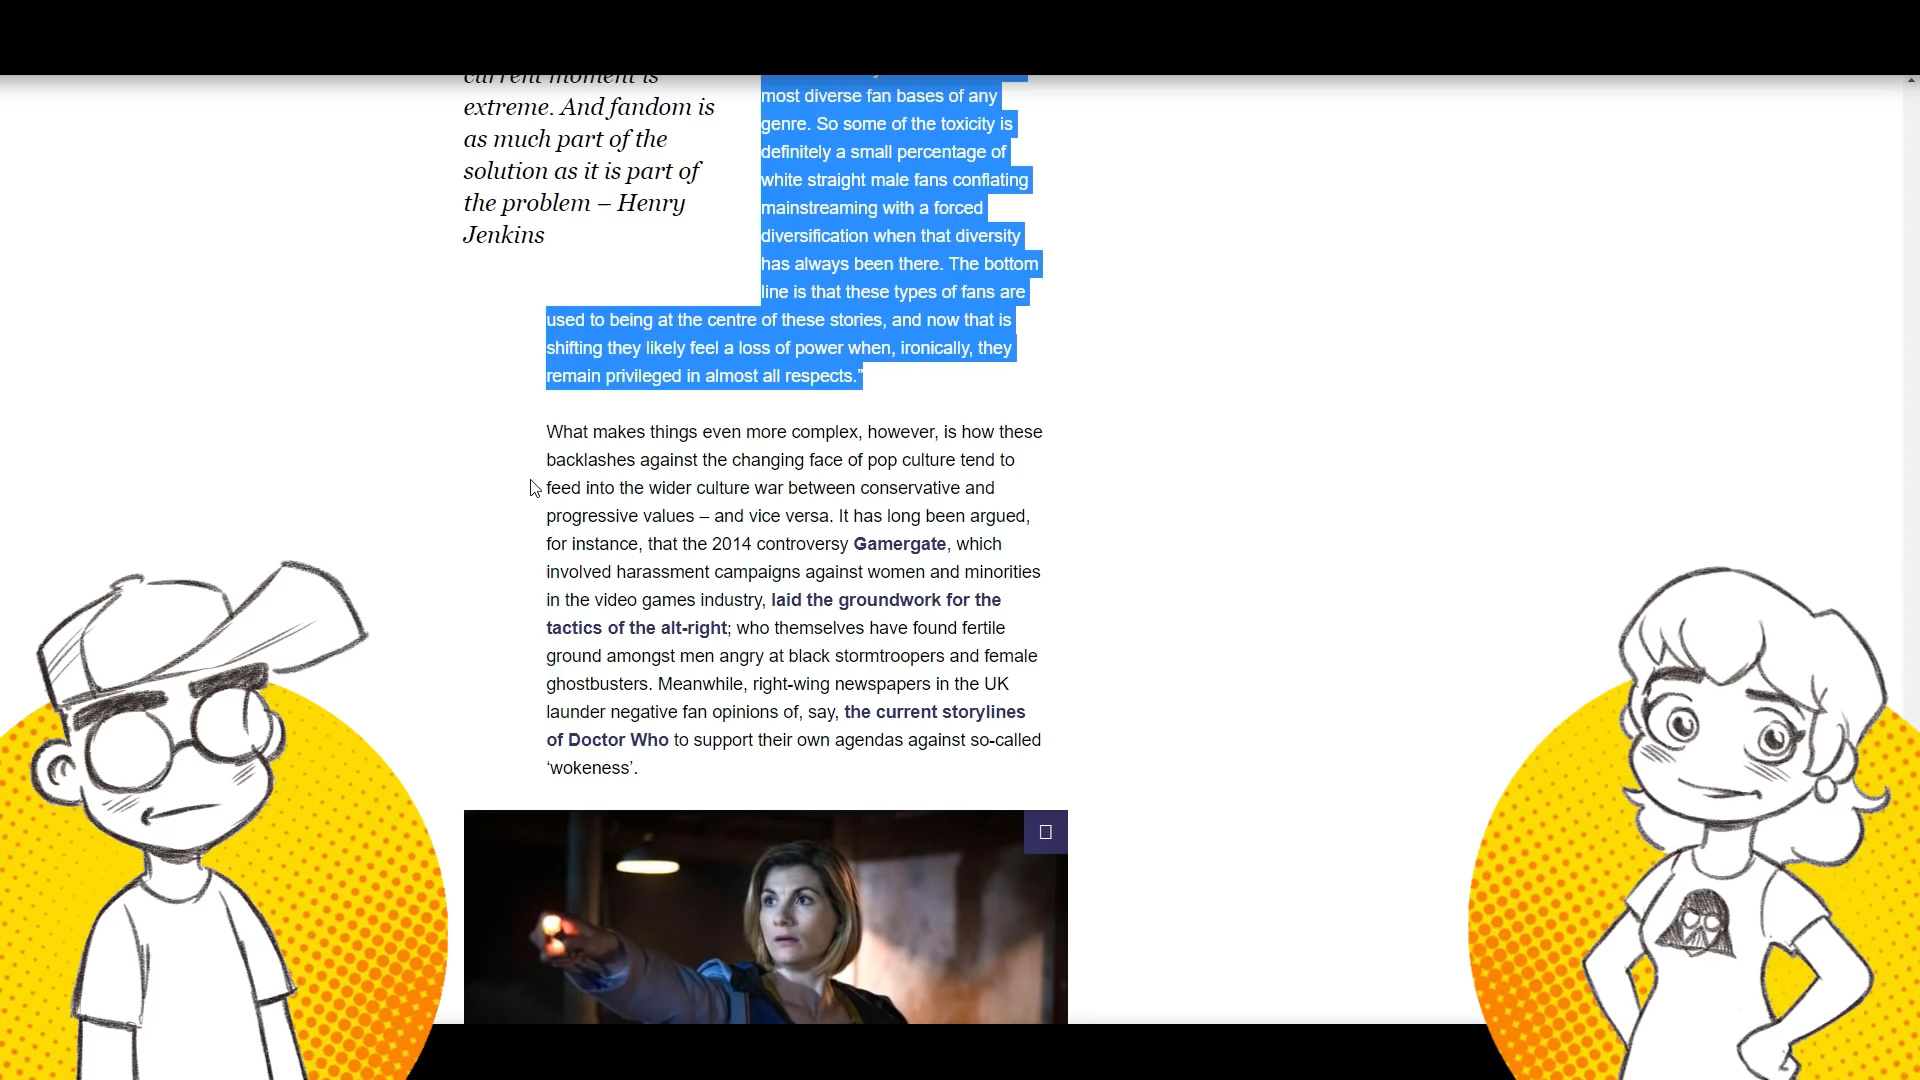 current moment is
extreme. And fandom is
as much part of the
solution as it is part of
the problem – Henry
Jenkins
most diverse fan bases of any
genre. So some of the toxicity is
definitely a small percentage of
white straight male fans conflating
mainstreaming with a forced
diversification when that diversity
has always been there. The bottom
line is that these types of fans are
used to being at the centre of these stories, and now that is
shifting they likely feel a loss of power when, ironically, they
remain privileged in almost all respects.”
What makes things even more complex, however, is how these
backlashes against the changing face of pop culture tend to
feed into the wider culture war between conservative and
progressive values – and vice versa. It has long been argued,
for instance, that the 2014 controversy Gamergate, which
involved harassment campaigns against women and minorities
in the video games industry, laid the groundwork for the
tactics of the alt-right; who themselves have found fertile
ground amongst men angry at black stormtroopers and female
ghostbusters. Meanwhile, right-wing newspapers in the UK
launder negative fan opinions of, say, the current storylines
of Doctor Who to support their own agendas against so-called
‘wokeness’.